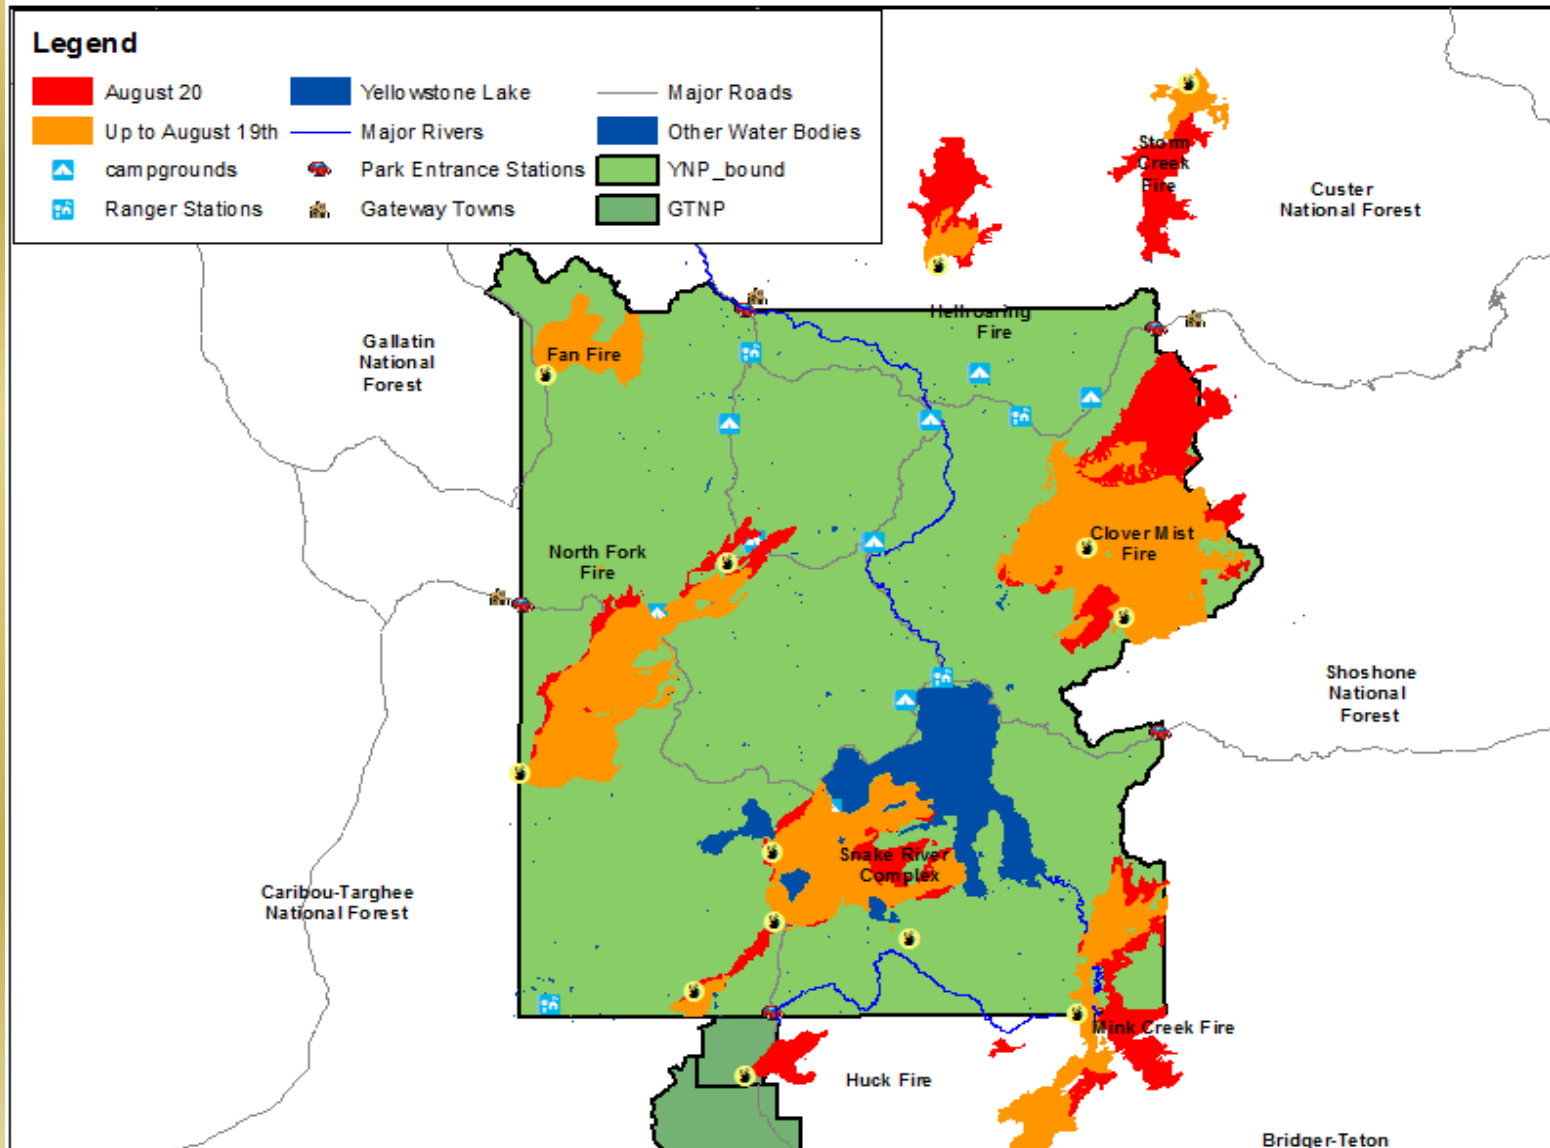 Legend
August 20
Yellowstone Lake
Major Roads
Up to August 19th
Major Rivers
Other Water Bodies
campgrounds
Park Entrance Stations
YNP_bound
Ranger Stations
Gateway Towns
GTNP
Storm
Creek
Fire
Custer
National Forest
Hellroaring
Fire
Gallatin
National
Forest
Fan Fire
Clover Mist
Fire
North Fork
Fire
Shoshone
National
Forest
Snake River
Complex
Caribou-Targhee
National Forest
Mink Creek Fire
Huck Fire
Bridger-Teton